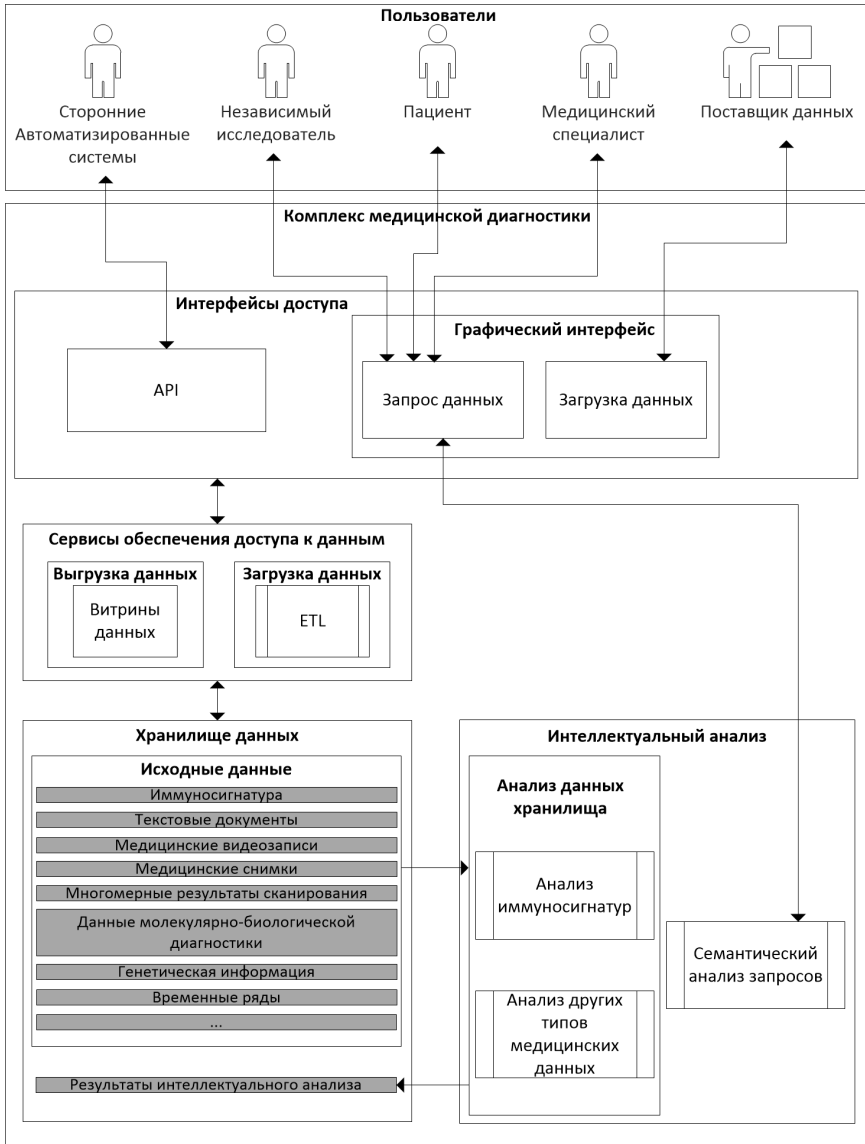 Пользователи
Сторонние
Автоматизированные
системы
Независимый
исследователь
Пациент
Медицинский
специалист
Поставщик данных
Комплекс медицинской диагностики
Интерфейсы доступа
Графический интерфейс
API
Запрос данных
Загрузка данных
Сервисы обеспечения доступа к данным
Выгрузка данных
Загрузка данных
Витрины
данных
ETL
Хранилище данных
Исходные данные
Иммуносигнатура
Текстовые документы
Медицинские видеозаписи
Медицинские снимки
Многомерные результаты сканирования
Данные молекулярно-биологической
диагностики
Генетическая информация
Временные ряды
...
Результаты интеллектуального анализа
Интеллектуальный анализ
Анализ данных
хранилища
Анализ
иммуносигнатур
Анализ других
типов
медицинских
данных
Семантический
анализ запросов